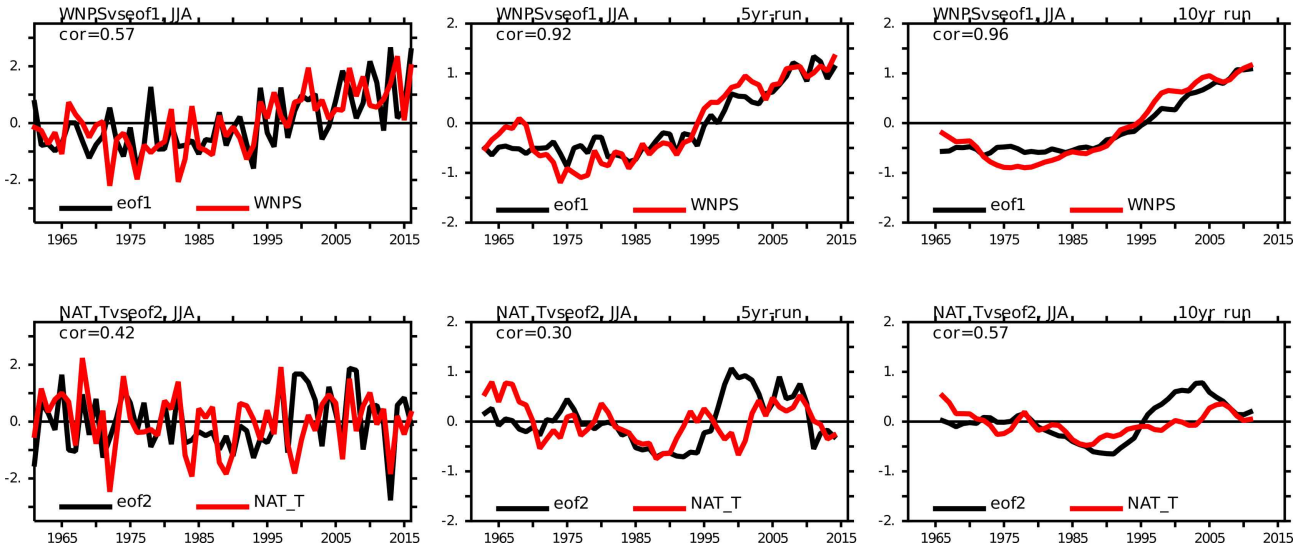 WNPSvseof1, JJA
cor=0.57
2.
0.
-2.
eof1 WNPS
1965 1975 1985 1995 2005 2015
WNPSvseof1, JJA 5yr-run
cor=0.92
2.
1.
0.
-1.
-2.
eof1 WNPS
1965 1975 1985 1995 2005 2015
WNPSvseof1, JJA 10yr run
cor=0.96
2.
1.
0.
-1.
-2.
eof1 WNPS
1965 1975 1985 1995 2005 2015
NAT_Tvseof2, JJA
cor=0.42
2.
0.
-2.
eof2 NAT_T
1965 1975 1985 1995 2005 2015
NAT_Tvseof2, JJA 5yr-run
cor=0.30
2.
1.
0.
-1.
-2.
eof2 NAT_T
1965 1975 1985 1995 2005 2015
NAT_Tvseof2, JJA 10yr run
cor=0.57
2.
1.
0.
-1.
-2.
eof2 NAT_T
1965 1975 1985 1995 2005 2015